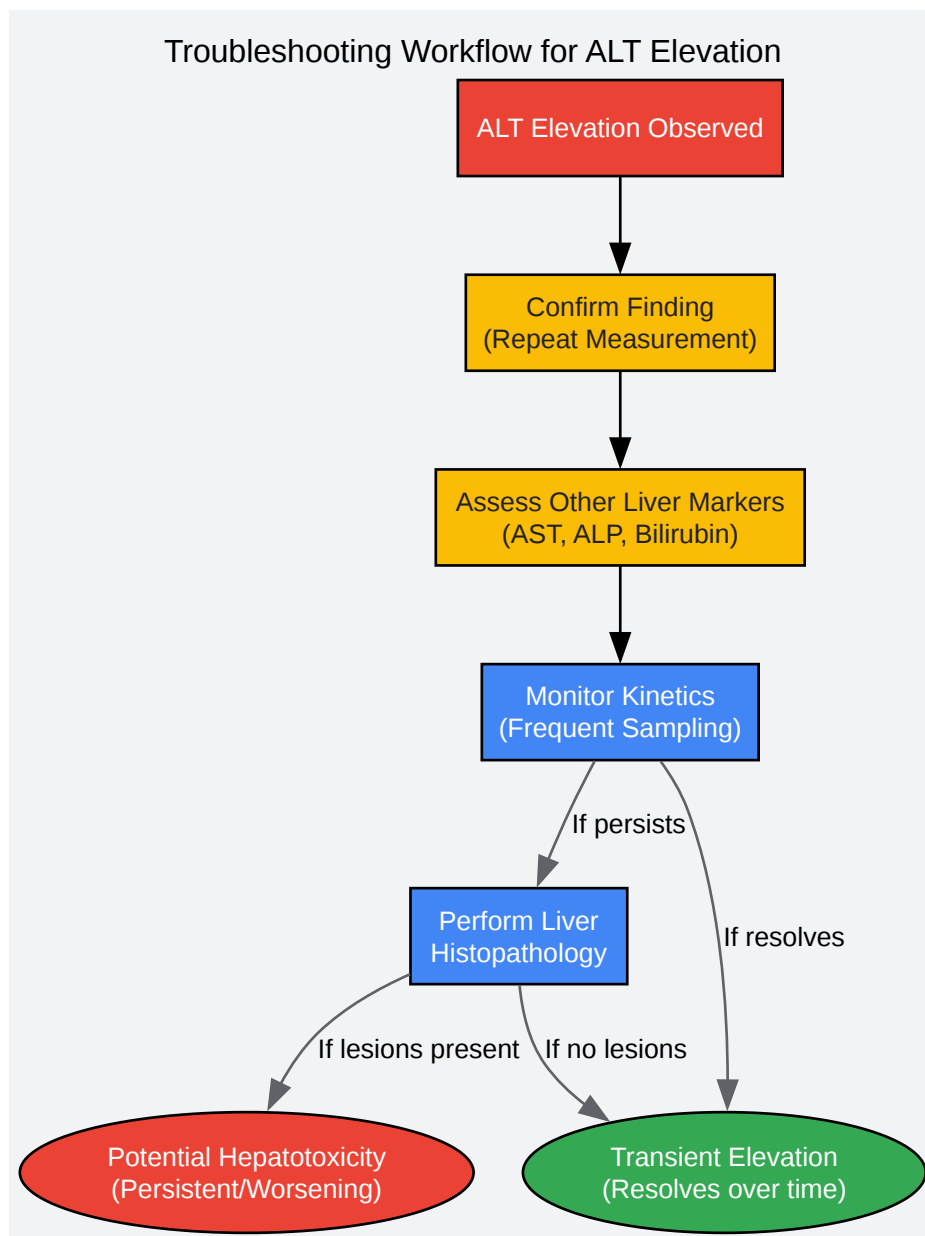 Troubleshooting Workflow for ALT Elevation
ALT Elevation Observed
Confirm Finding
(Repeat Measurement)
Assess Other Liver Markers
(AST, ALP, Bilirubin)
Monitor Kinetics
(Frequent Sampling)
If persists
Perform Liver
Histopathology
If resolves
If lesions present
If no lesions
Potential Hepatotoxicity
(Persistent/Worsening)
Transient Elevation
(Resolves over time)